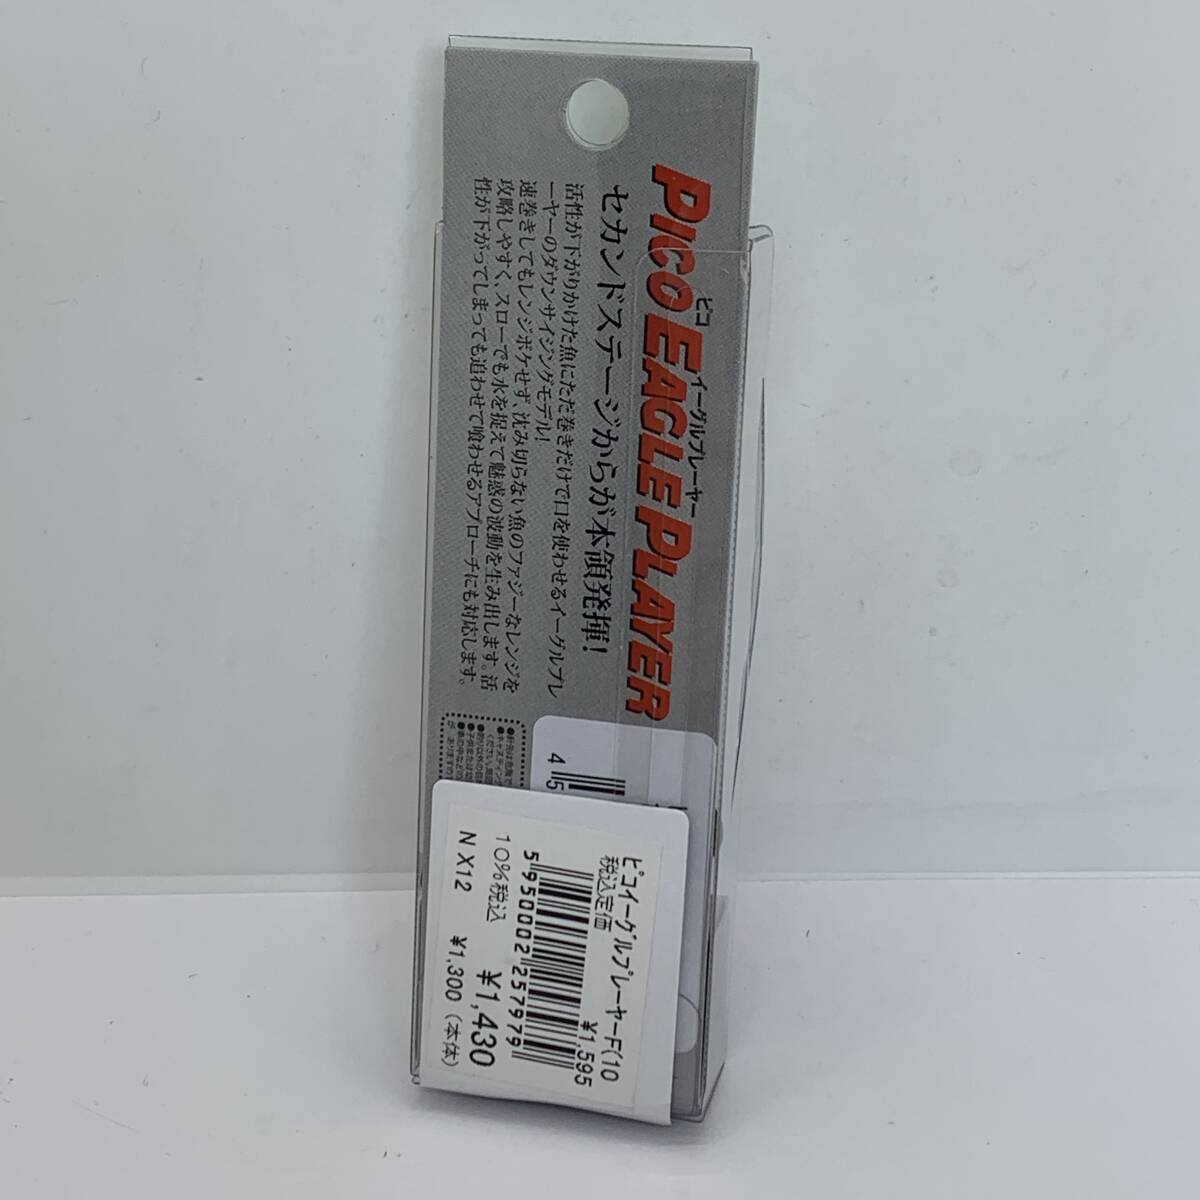 PICO EAGLE PLAYER
ピコ イーグルプレーヤー
セカンドステージからが本領発揮!
活性が下がりかけた魚にただ巻きだけで口を使わせるイーグルプレ
ーヤーのダウンサイジングモデル!
速巻きしてもレンジボケせず、沈み切らない魚のファジーなレンジを
攻略しやすく、スローでも水を捉えて魅惑の波動を生み出します。活
性が下がってしまっても追わせて喰わせるアプローチにも対応します。
4 5
ピコイーグルプレーヤーF(10
税込定価 ¥1,595
5 950002 257979
10%税込 ¥1,430
N X12 ¥1,300 (本体)